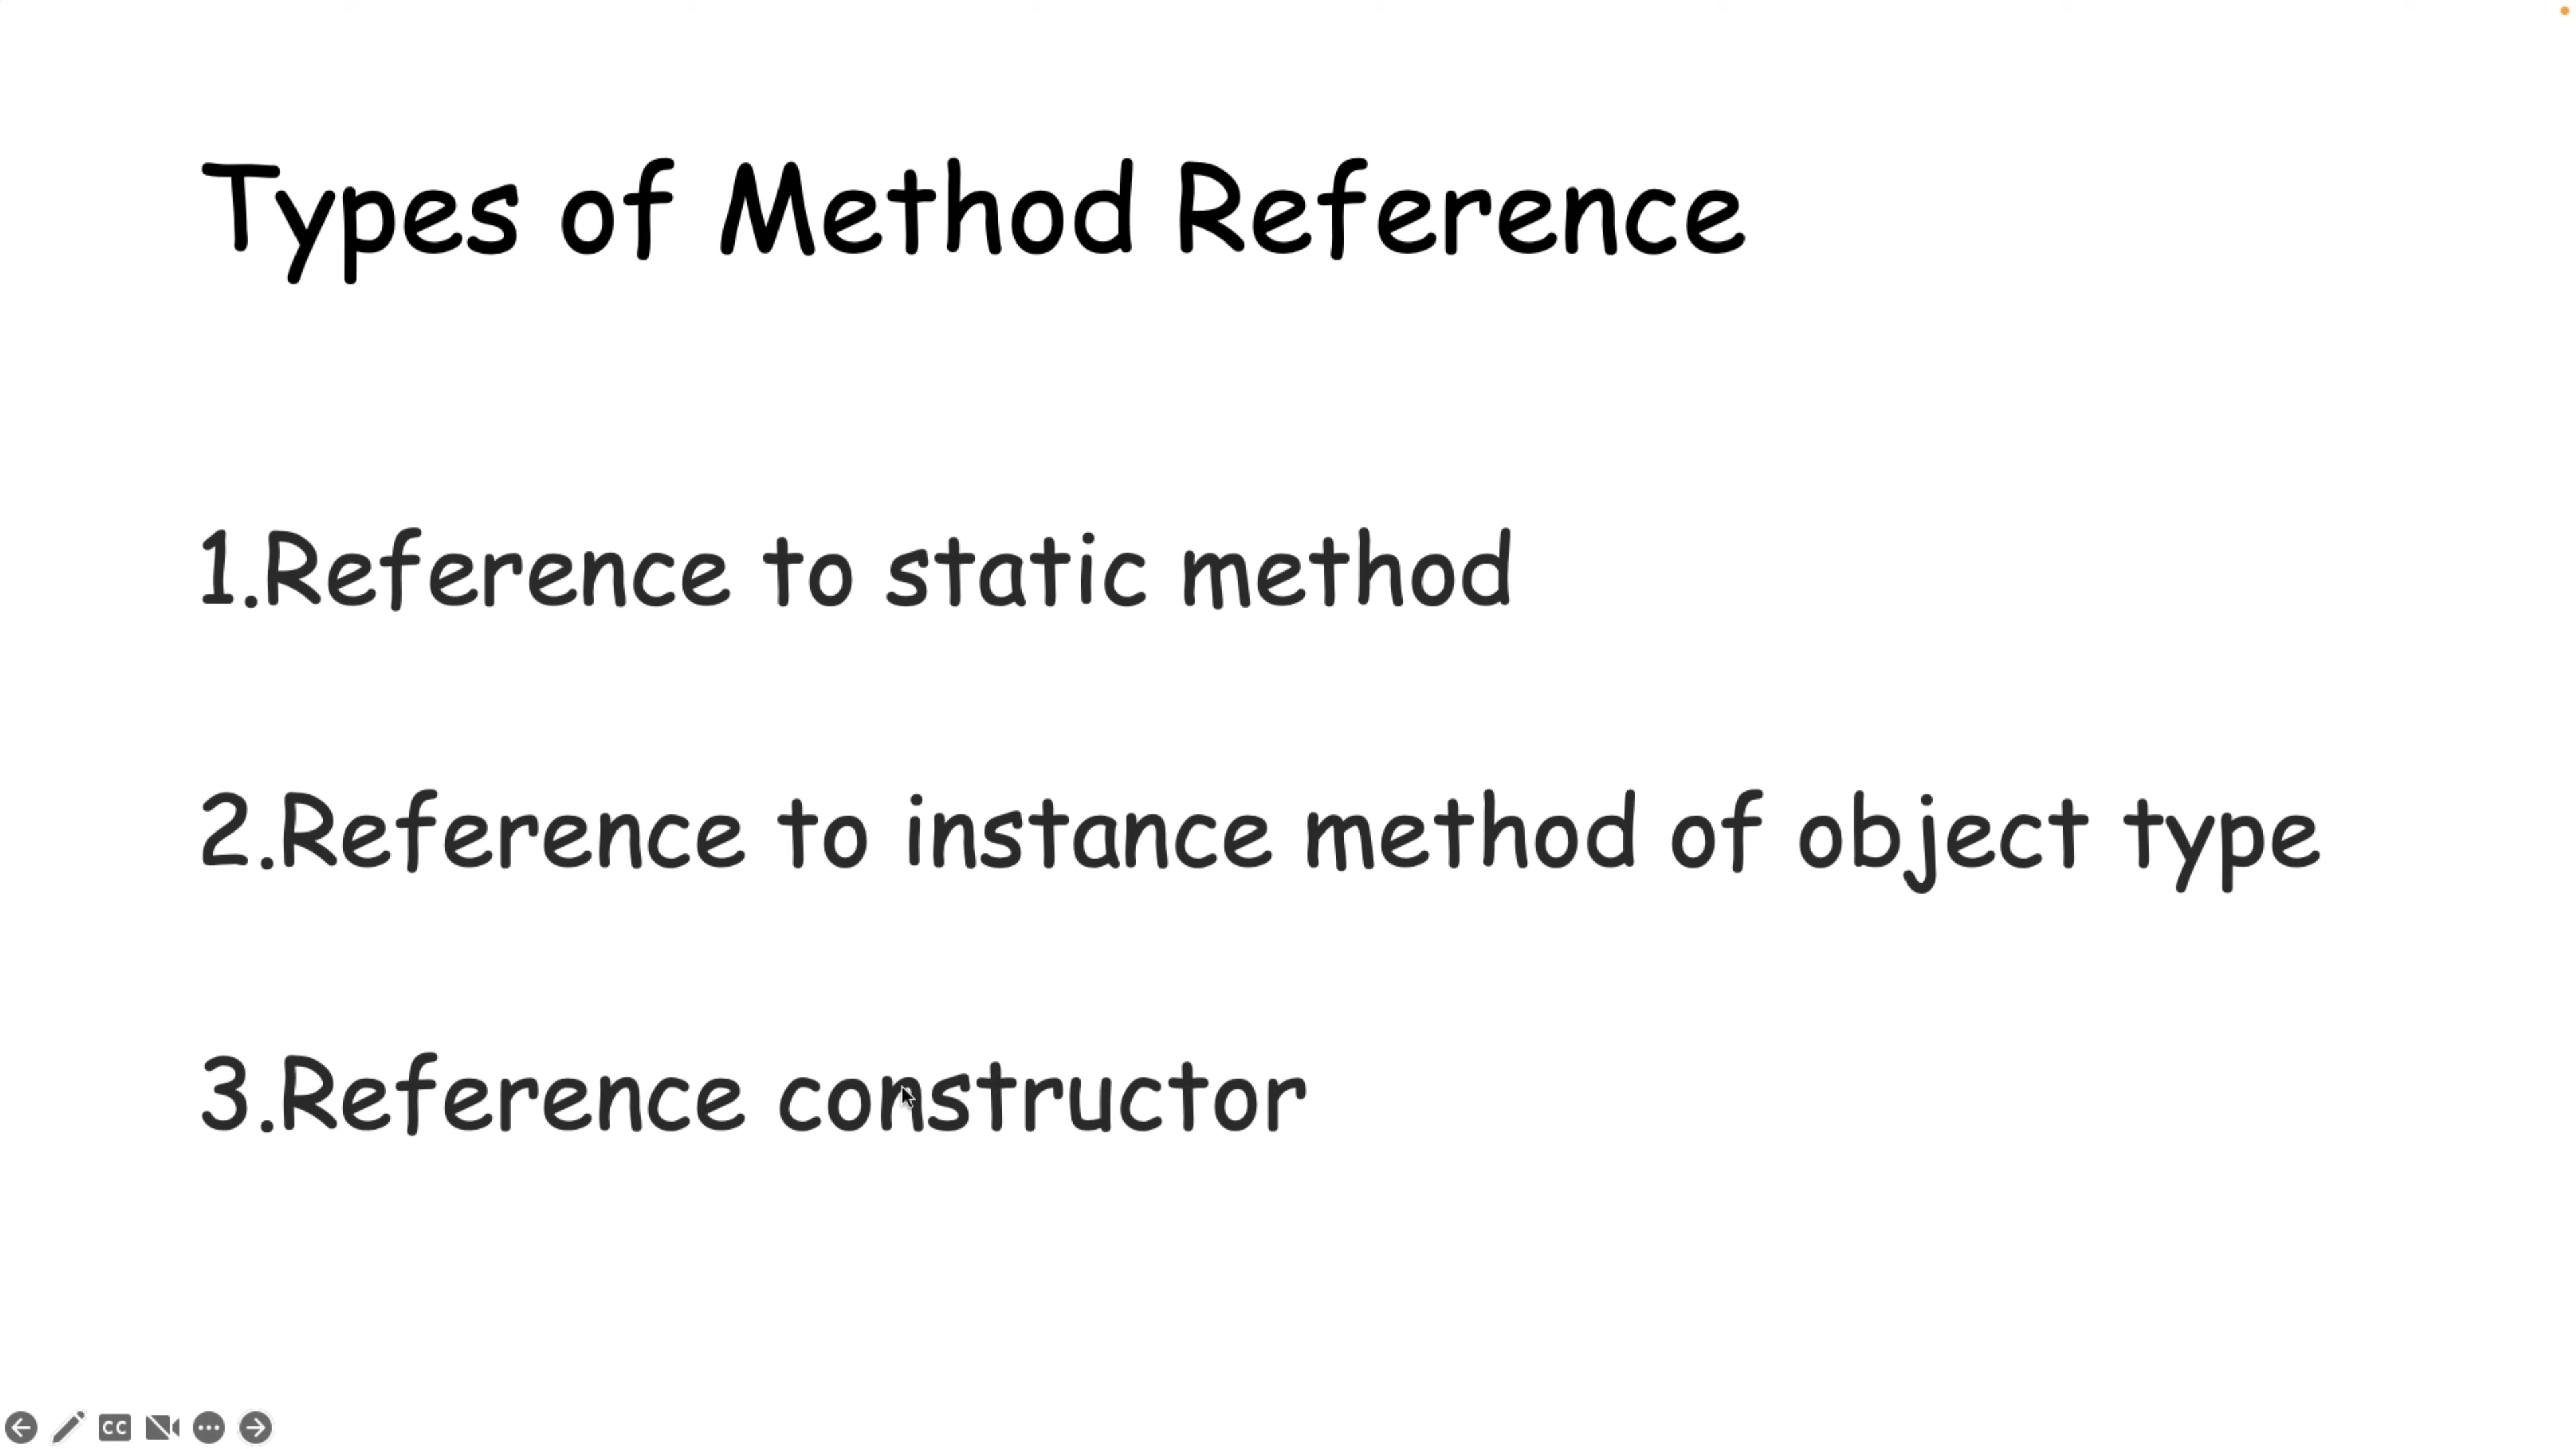 Types of Method Reference
1.Reference to static method
2.Reference to instance method of object type
3.Reference constructor
CC